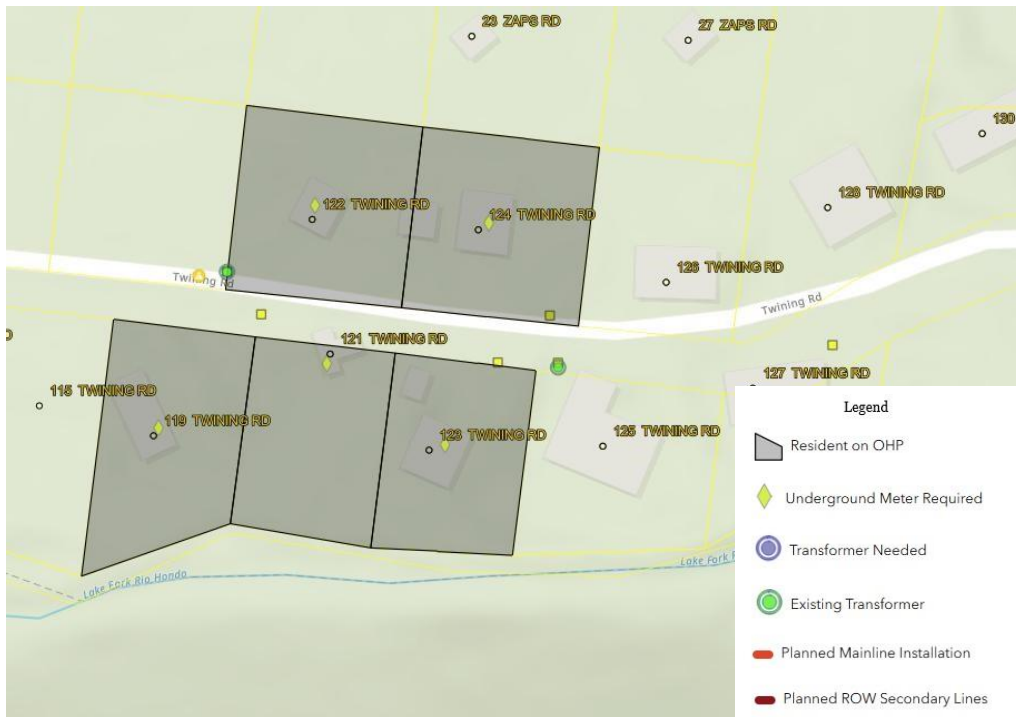 23 ZAPS RD
27 ZAPS RD
130
128 TWINING RD
122 TWINING RD
124 TWINING RD
126 TWINING RD
Twining Rd
Twining Rd
121 TWINING RD
127 TWINING RD
115 TWINING RD
119 TWINING RD
123 TWINING RD
125 TWINING RD
Lake Fork Rio Hondo
Lake Fork
Legend
Resident on OHP
Underground Meter Required
Transformer Needed
Existing Transformer
Planned Mainline Installation
Planned ROW Secondary Lines